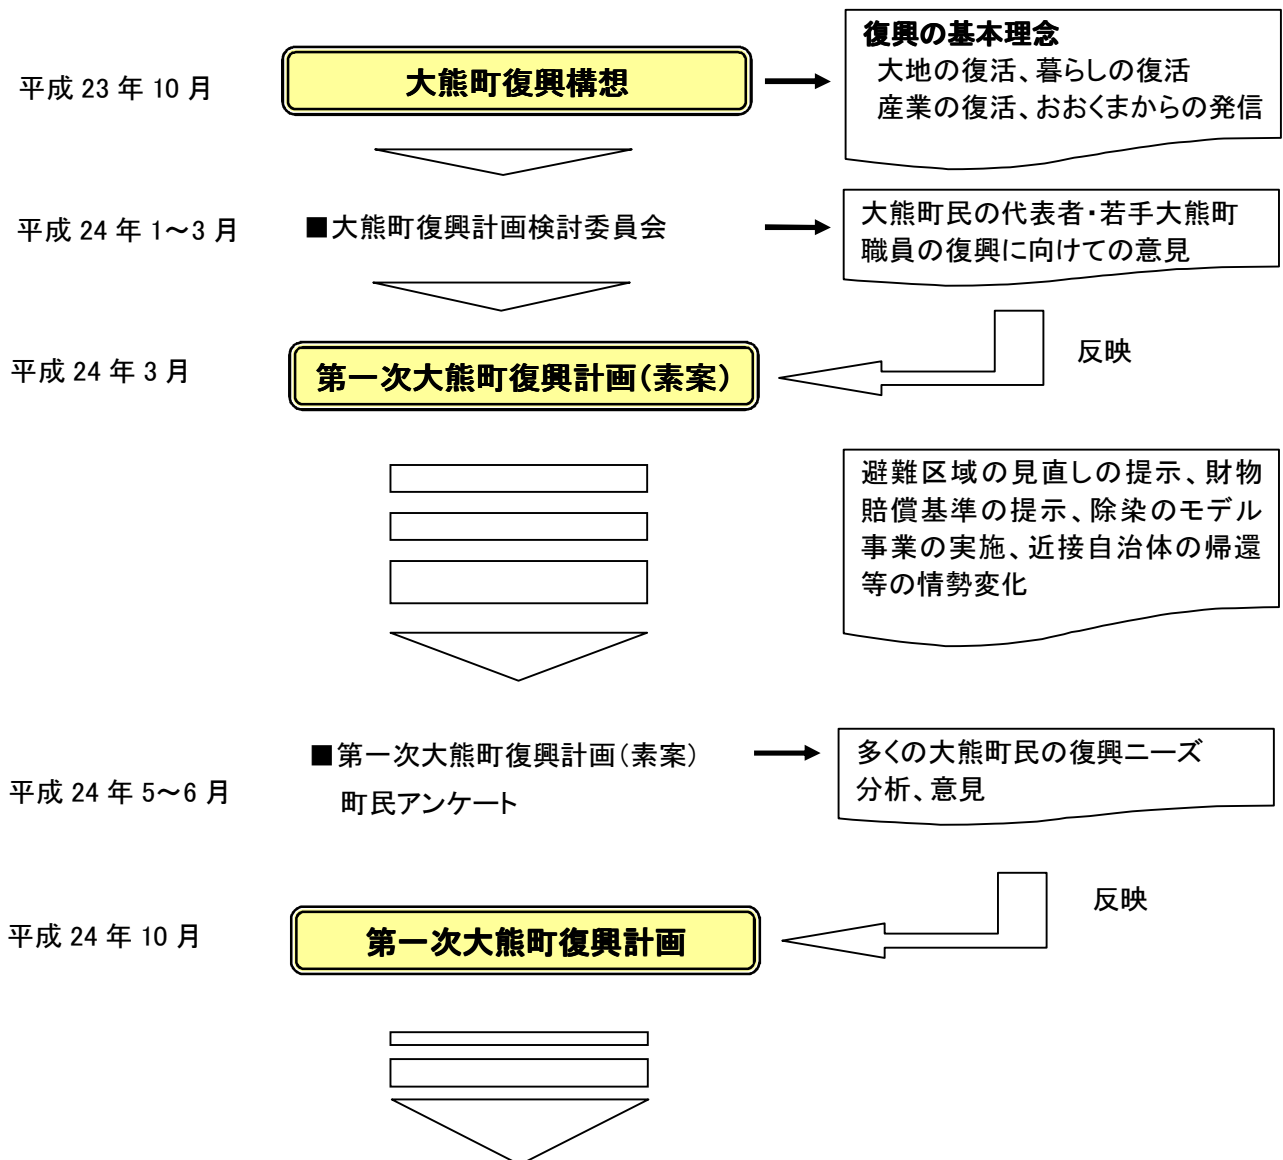 平成 23 年 10 月
大熊町復興構想
復興の基本理念
大地の復活、暮らしの復活
産業の復活、おおくまからの発信
平成 24 年 1～3 月
■大熊町復興計画検討委員会
大熊町民の代表者・若手大熊町
職員の復興に向けての意見
反映
平成 24 年 3 月
第一次大熊町復興計画(素案)
避難区域の見直しの提示、財物
賠償基準の提示、除染のモデル
事業の実施、近接自治体の帰還
等の情勢変化
平成 24 年 5～6 月
■第一次大熊町復興計画(素案)
町民アンケート
多くの大熊町民の復興ニーズ
分析、意見
反映
平成 24 年 10 月
第一次大熊町復興計画